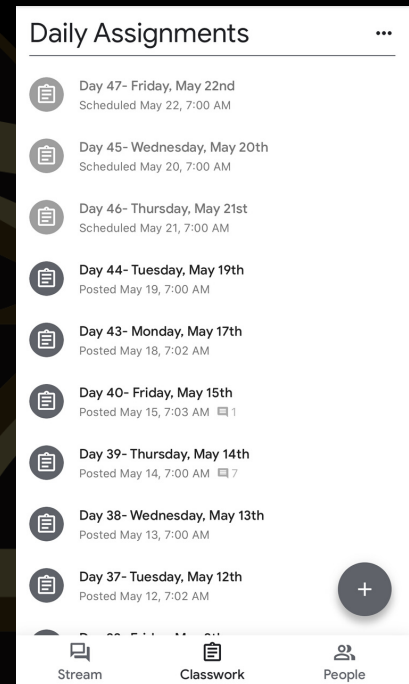 Daily Assignments
Day 47- Friday, May 22nd
Scheduled May 22, 7:00 AM
Day 45- Wednesday, May 20th
Scheduled May 20, 7:00 AM
Day 46- Thursday, May 21st
Scheduled May 21, 7:00 AM
Day 44- Tuesday, May 19th
Posted May 19, 7:00 AM
Day 43- Monday, May 17th
Posted May 18, 7:02 AM
Day 40- Friday, May 15th
Posted May 15, 7:03 AM 1
Day 39- Thursday, May 14th
Posted May 14, 7:00 AM 7
Day 38- Wednesday, May 13th
Posted May 13, 7:00 AM
Day 37- Tuesday, May 12th
Posted May 12, 7:02 AM
Stream
Classwork
People